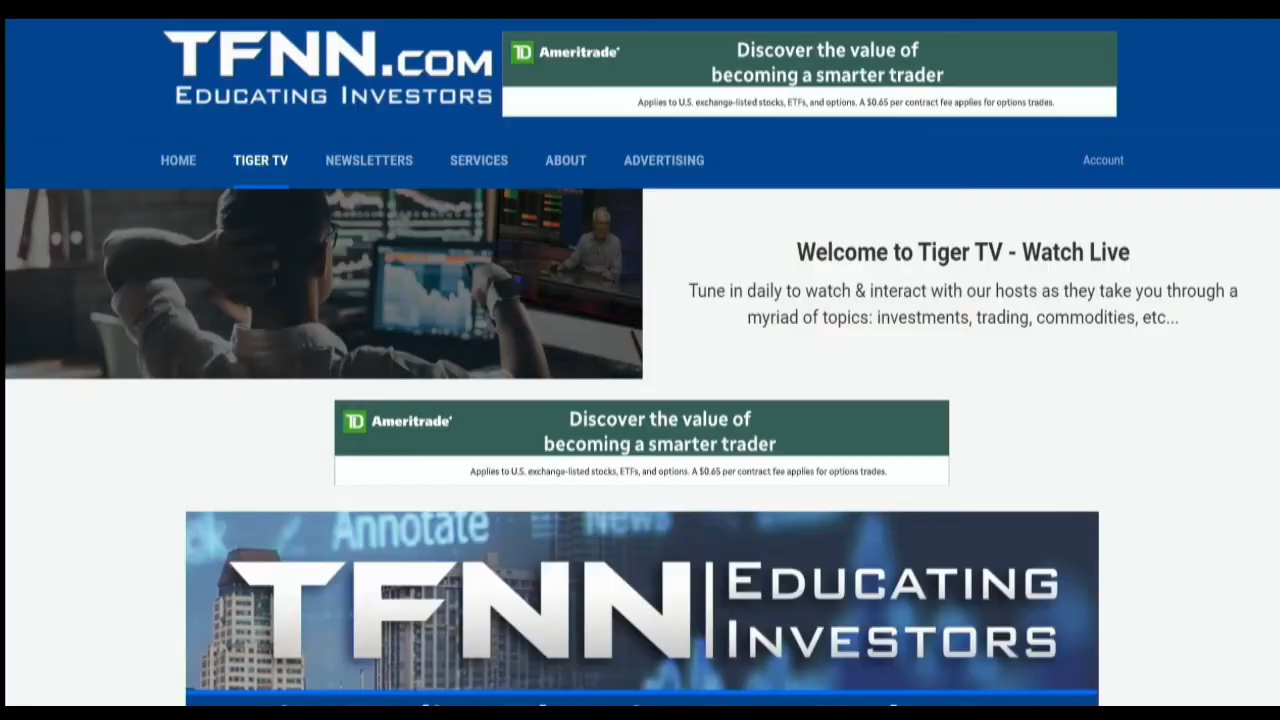 TFNN.COM
EDUCATING INVESTORS
TD Ameritrade
Discover the value of
becoming a smarter trader
Applies to U.S. exchange-listed stocks, ETFs, and options. A $0.65 per contract fee applies for options trades.
HOME TIGER TV NEWSLETTERS SERVICES ABOUT ADVERTISING Account
Welcome to Tiger TV - Watch Live
Tune in daily to watch & interact with our hosts as they take you through a
myriad of topics: investments, trading, commodities, etc...
TD Ameritrade
Discover the value of
becoming a smarter trader
Applies to U.S. exchange-listed stocks, ETFs, and options. A $0.65 per contract fee applies for options trades.
Annotate News
TFNN EDUCATING
INVESTORS